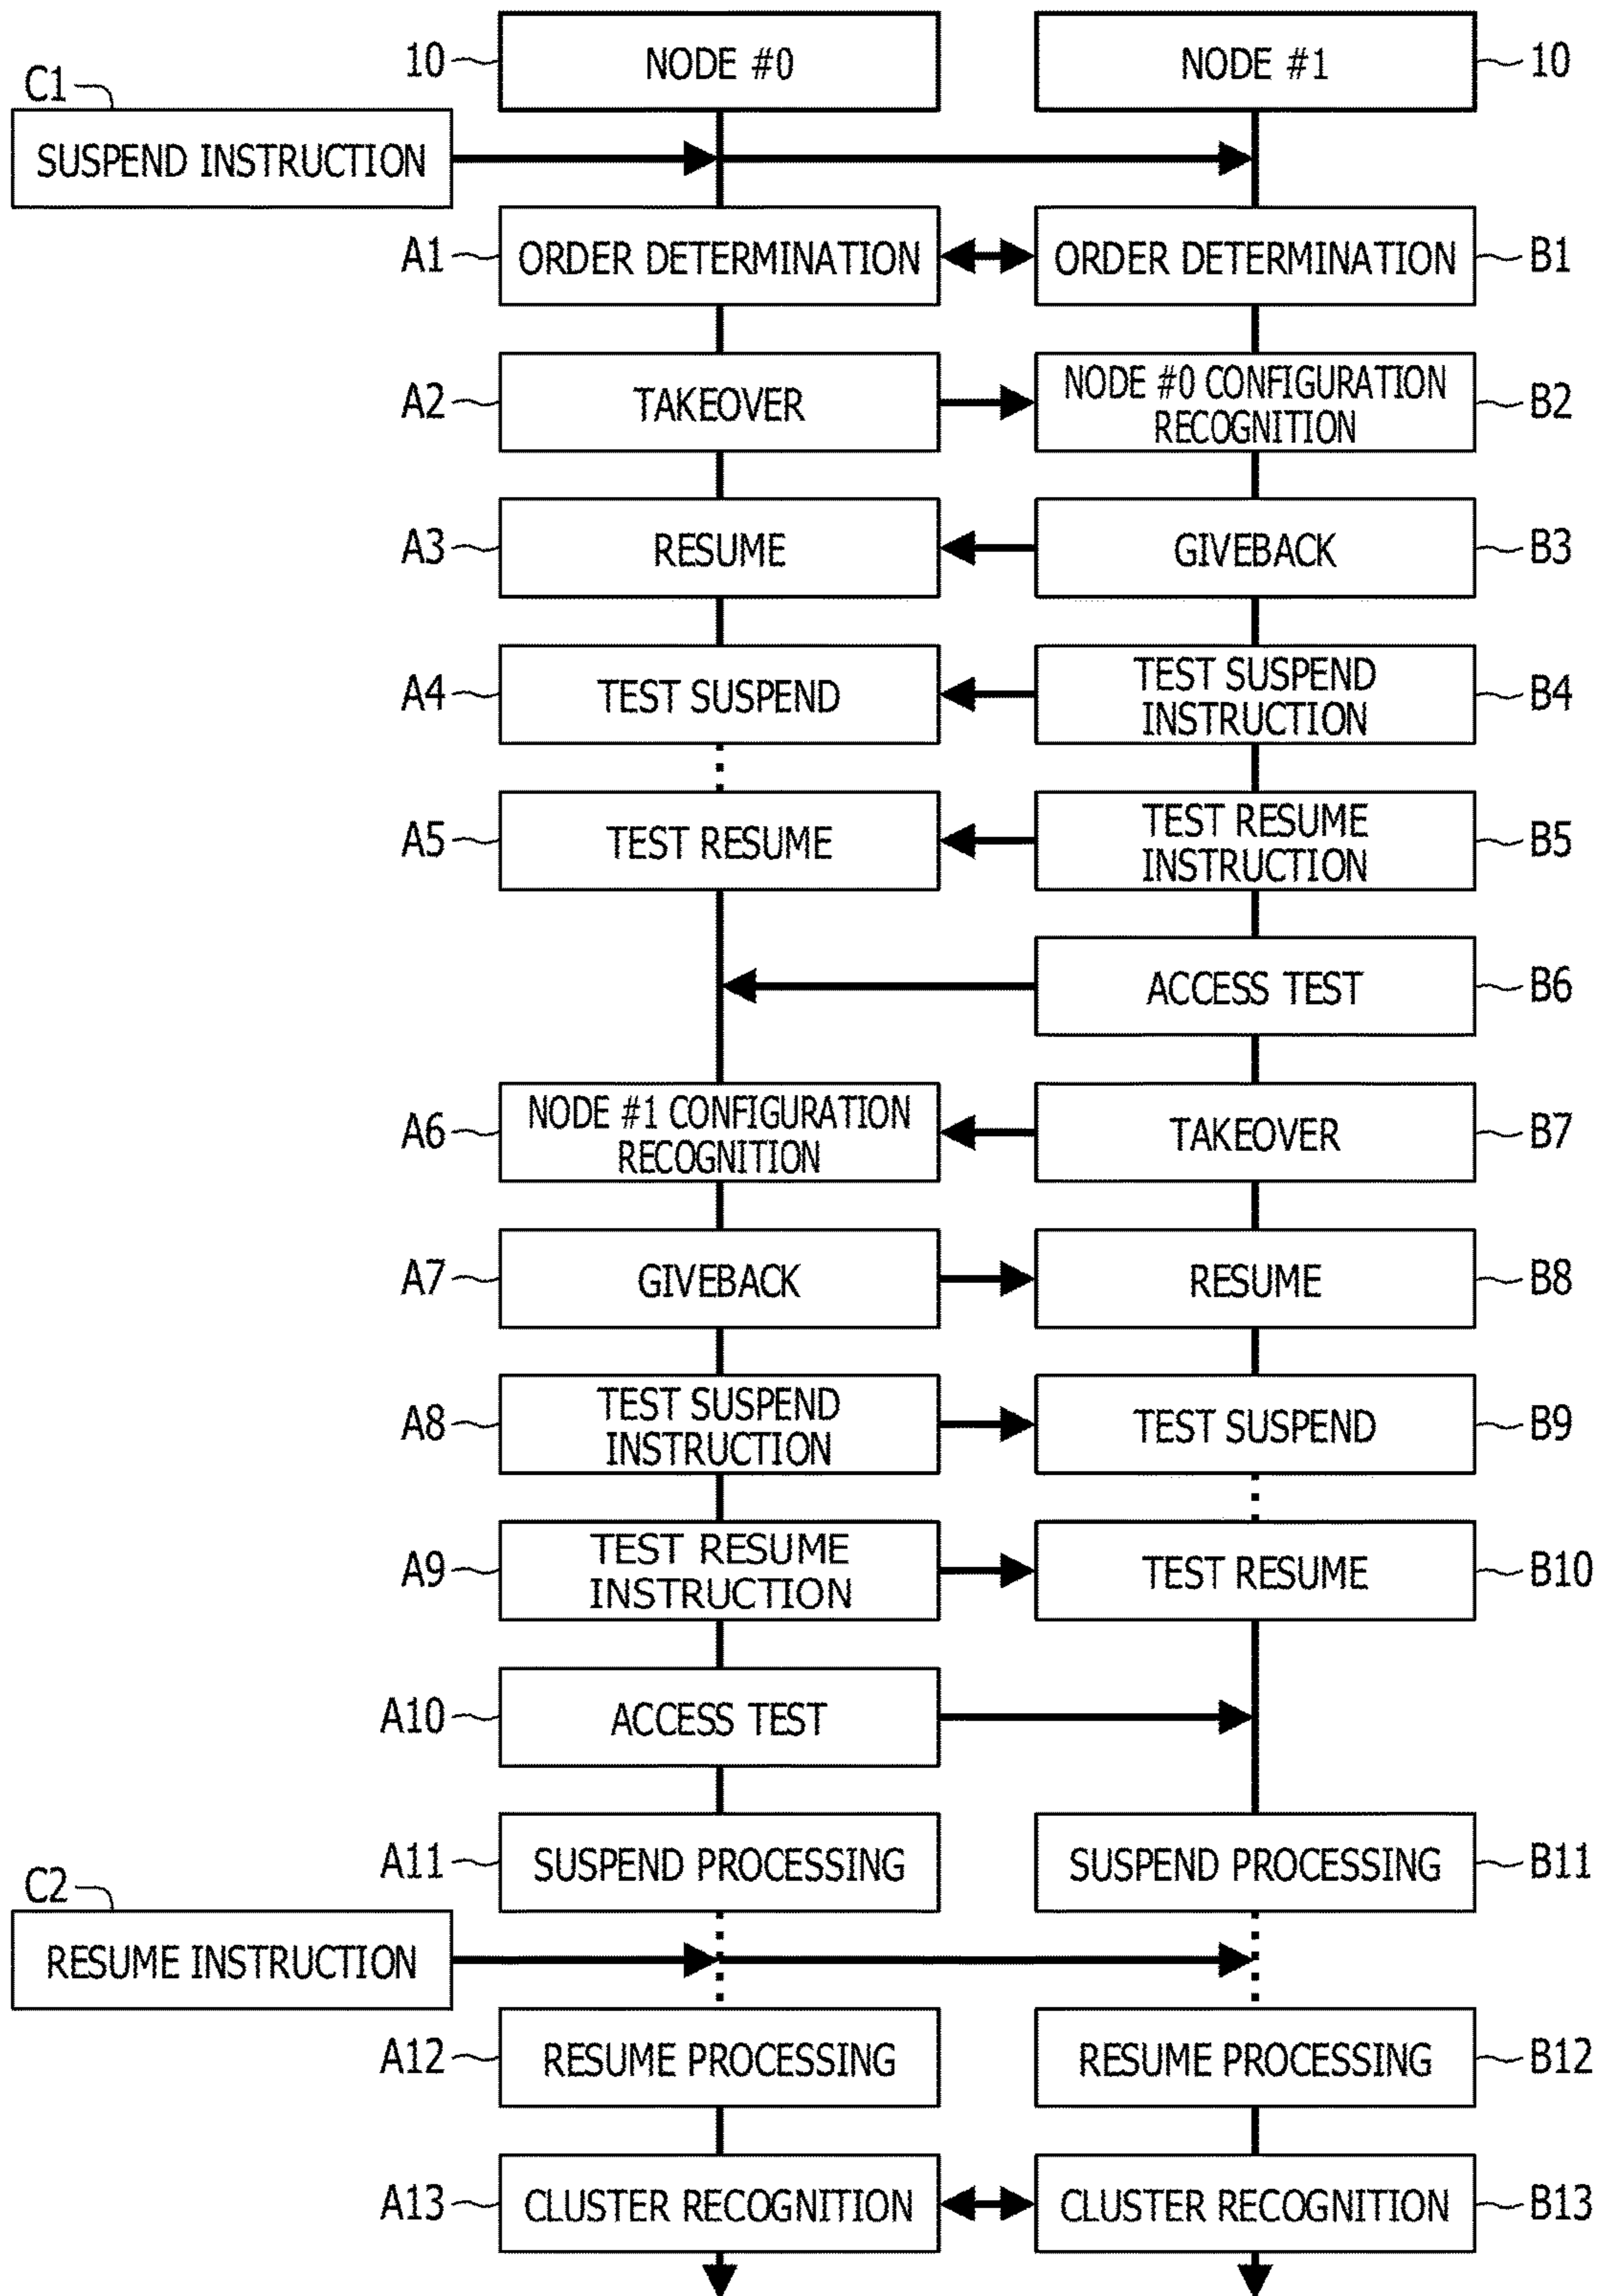 10
NODE #0
NODE #1
10
C1
SUSPEND INSTRUCTION
A1
ORDER DETERMINATION
ORDER DETERMINATION
B1
A2
TAKEOVER
NODE #0 CONFIGURATION
RECOGNITION
B2
A3
RESUME
GIVEBACK
B3
A4
TEST SUSPEND
TEST SUSPEND
INSTRUCTION
B4
A5
TEST RESUME
TEST RESUME
INSTRUCTION
B5
ACCESS TEST
B6
A6
NODE #1 CONFIGURATION
RECOGNITION
TAKEOVER
B7
A7
GIVEBACK
RESUME
B8
A8
TEST SUSPEND
INSTRUCTION
TEST SUSPEND
B9
A9
TEST RESUME
INSTRUCTION
TEST RESUME
B10
A10
ACCESS TEST
A11
SUSPEND PROCESSING
SUSPEND PROCESSING
B11
C2
RESUME INSTRUCTION
A12
RESUME PROCESSING
RESUME PROCESSING
B12
A13
CLUSTER RECOGNITION
CLUSTER RECOGNITION
B13